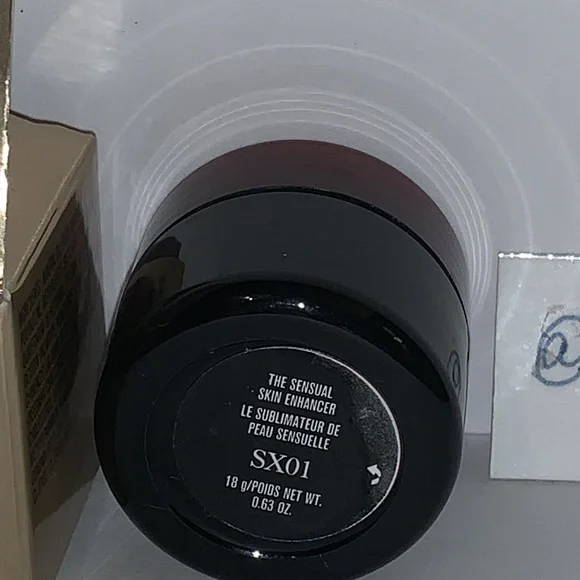 THE SENSUAL
SKIN ENHANCER
LE SUBLIMATEUR DE
PEAU SENSUELLE
SX01
18 g/POIDS NET WT.
0.63 OZ.
@